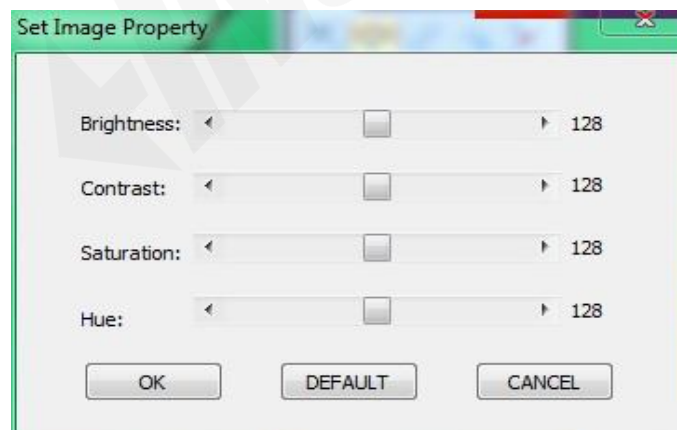 Set Image Property
Brightness: 128
Contrast: 128
Saturation: 128
Hue: 128
OK DEFAULT CANCEL